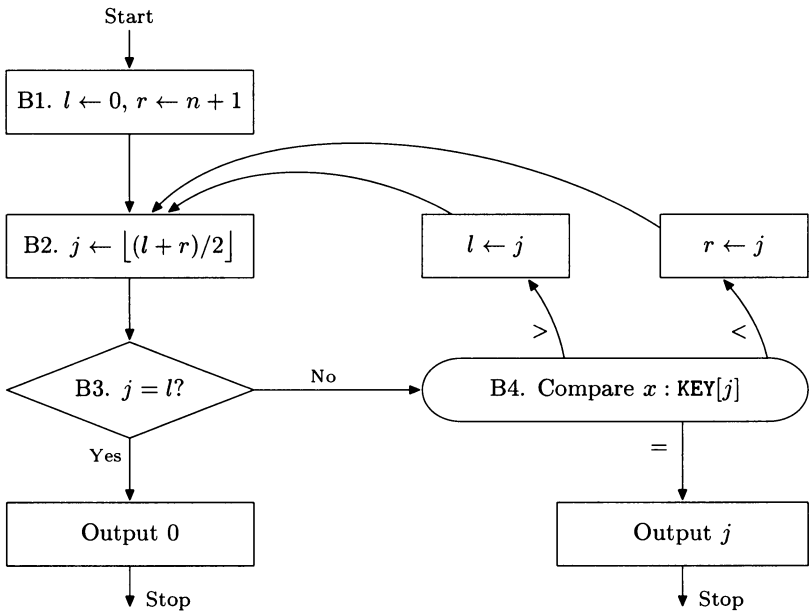 Start
B1. l ← 0, r ← n + 1
B2. j ← ⌊(l + r)/2⌋
l ← j
r ← j
>
<
B3. j = l?
No
B4. Compare x : KEY[j]
Yes
=
Output 0
Output j
Stop
Stop